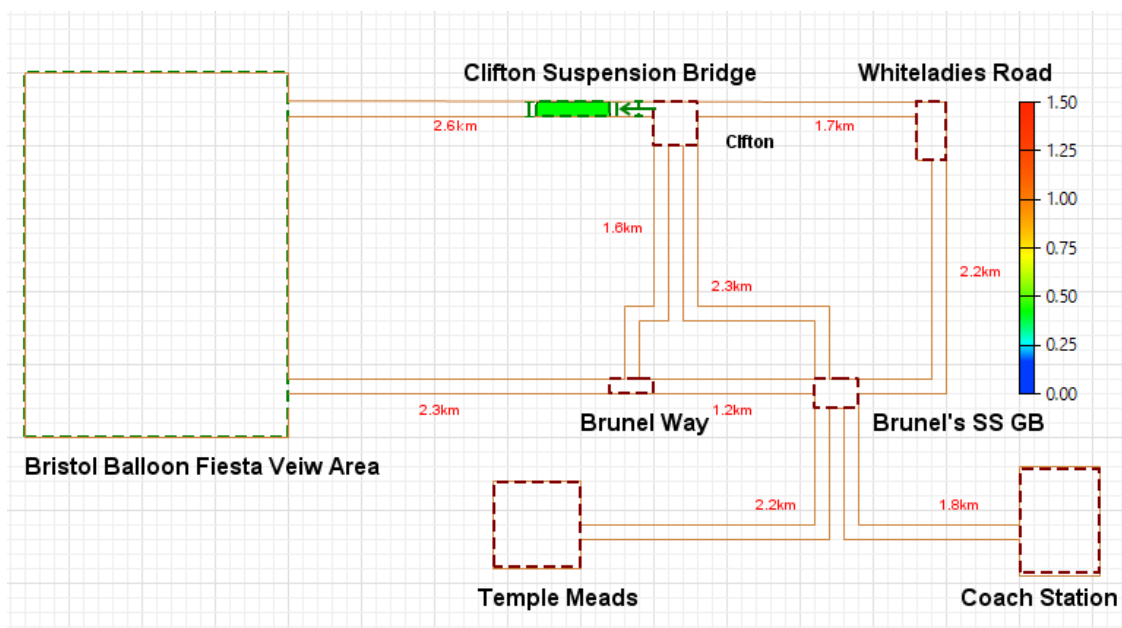 Clifton Suspension Bridge
Whiteladies Road
2.6km
Clfton
1.7km
1.50
1.25
1.00
0.75
0.50
0.25
0.00
1.6km
2.3km
2.2km
2.3km
1.2km
Brunel Way
Brunel's SS GB
Bristol Balloon Fiesta Veiw Area
2.2km
1.8km
Temple Meads
Coach Station